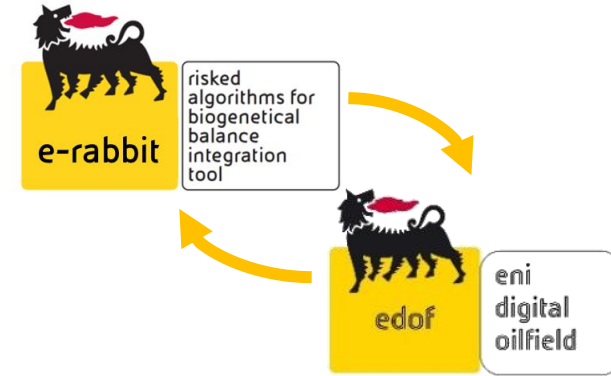 e-rabbit
risked
algorithms for
biogenetical
balance
integration
tool
edof
eni
digital
oilfield